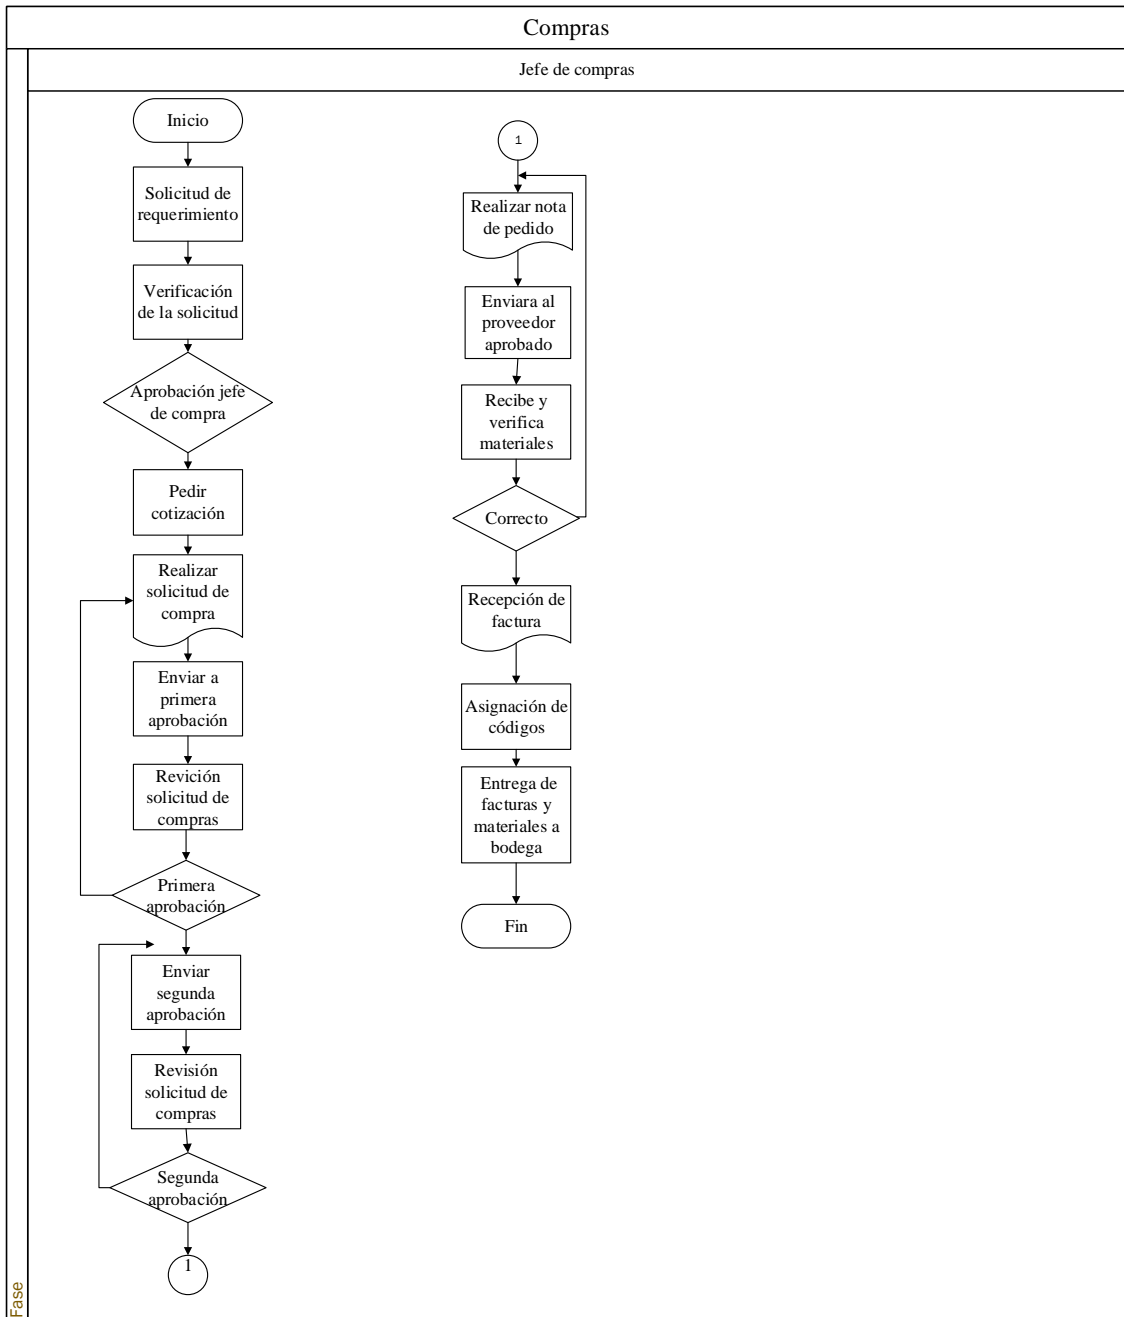 Compras
Jefe de compras
Inicio
Solicitud de
requerimiento
Verificación
de la solicitud
Aprobación jefe
de compra
Pedir
cotización
Realizar
solicitud de
compra
Enviar a
primera
aprobación
Revición
solicitud de
compras
Primera
aprobación
Enviar
segunda
aprobación
Revisión
solicitud de
compras
Segunda
aprobación
1
1
Realizar nota
de pedido
Enviara al
proveedor
aprobado
Recibe y
verifica
materiales
Correcto
Recepción de
factura
Asignación de
códigos
Entrega de
facturas y
materiales a
bodega
Fin
Fase